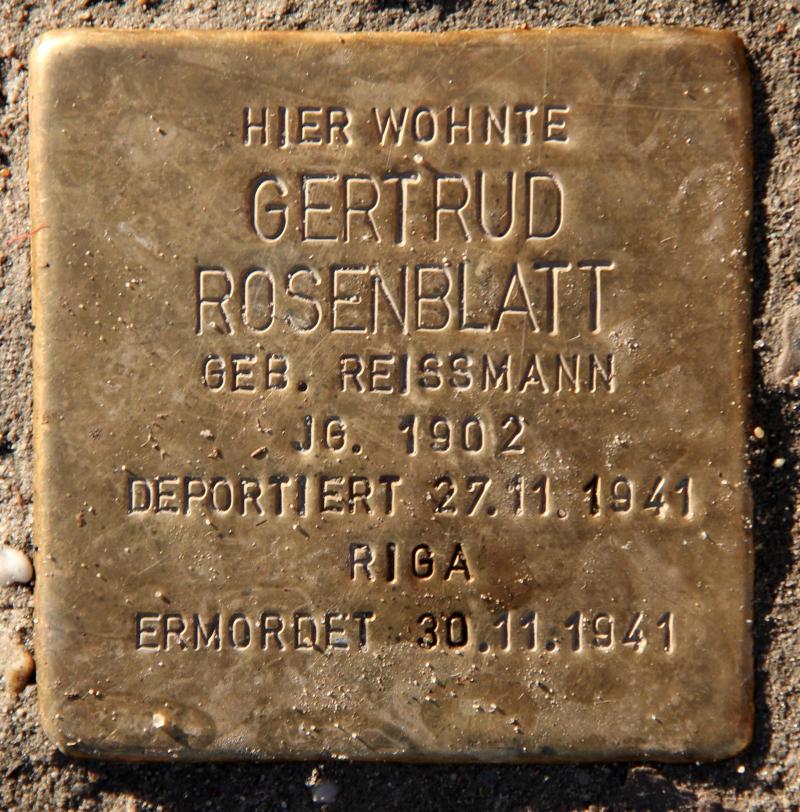 HIER WOHNTE
GERTRUD
ROSENBLATT
GEB. REISSMANN
JG. 1902
DEPORTIERT 27.11.1941
RIGA
ERMORDET 30.11.1941